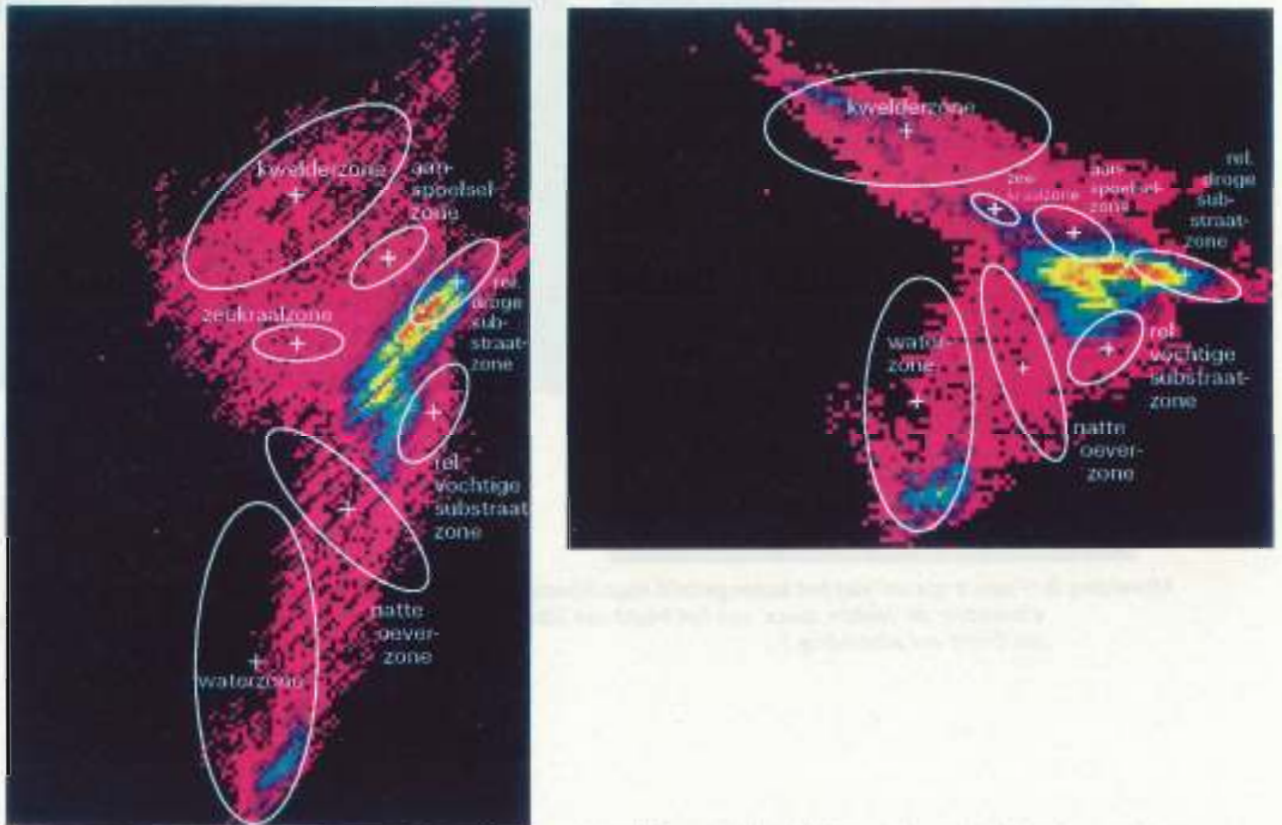 kwelderzone
aan-
spoelsel-
zone
rel.
droge
sub-
straat-
zone
zeekraalzone
rel.
vochtige
substraat
zone
natte
oever-
zone
waterzone
kwelderzone
zee-
kraalzone
aan-
spoelsel-
zone
rel.
droge
sub-
straat-
zone
water-
zone
rel.
vochtige
substraat-
zone
natte
oever-
zone